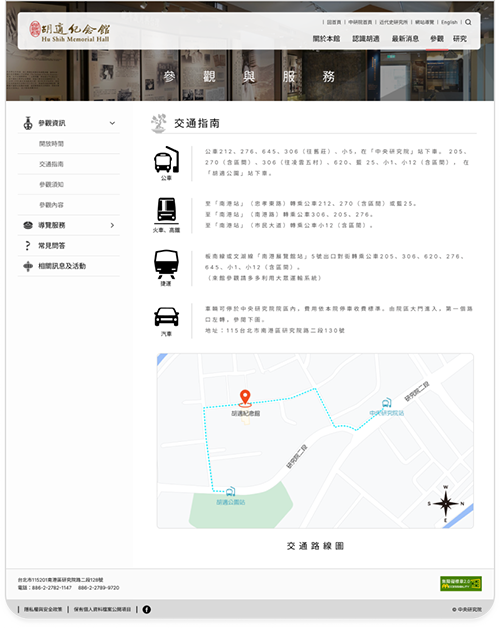 胡適紀念館
Hu Shih Memorial Hall
回首頁 | 中研院首頁 | 近代史研究所 | 網站導覽 | English
關於本館 認識胡適 最新消息 參觀 研究
參觀與服務
參觀資訊
開放時間
交通指南
參觀須知
參觀內容
導覽服務
常見問答
相關訊息及活動
交通指南
公車
公車212、276、645、306（往舊莊）、小5，在「中央研究院」站下車。 205、
270（含區間）、306（往凌雲五村）、620、藍 25、小1、小12（含區間）， 在
「胡適公園」站下車。
火車、高鐵
至「南港站」（忠孝東路）轉乘公車212、270（含區間）或藍25。
至「南港站」（南港路）轉乘公車306、205、276。
至「南港站」（市民大道）轉乘公車小12（含區間）。
捷運
板南線或文湖線「南港展覽館站」5號出口對街轉乘公車205、306、620、276、
645、小1、小12（含區間）。
（來館參觀請多多利用大眾運輸系統）
汽車
車輛可停於中央研究院院區內，費用依本院停車收費標準，由院區大門進入，第一個路
口左轉，參閱下圖。
地址：115台北市南港區研究院路二段130號
胡適紀念館
中央研究院站
研究院二段
研究院二段
胡適公園站
W
S N
E
交通路線圖
台北市115201南港區研究院路二段128號
電話：886-2-2782-1147 886-2-2789-9720
隱私權與安全政策 | 保有個人資料檔案公開項目 |
© 中央研究院